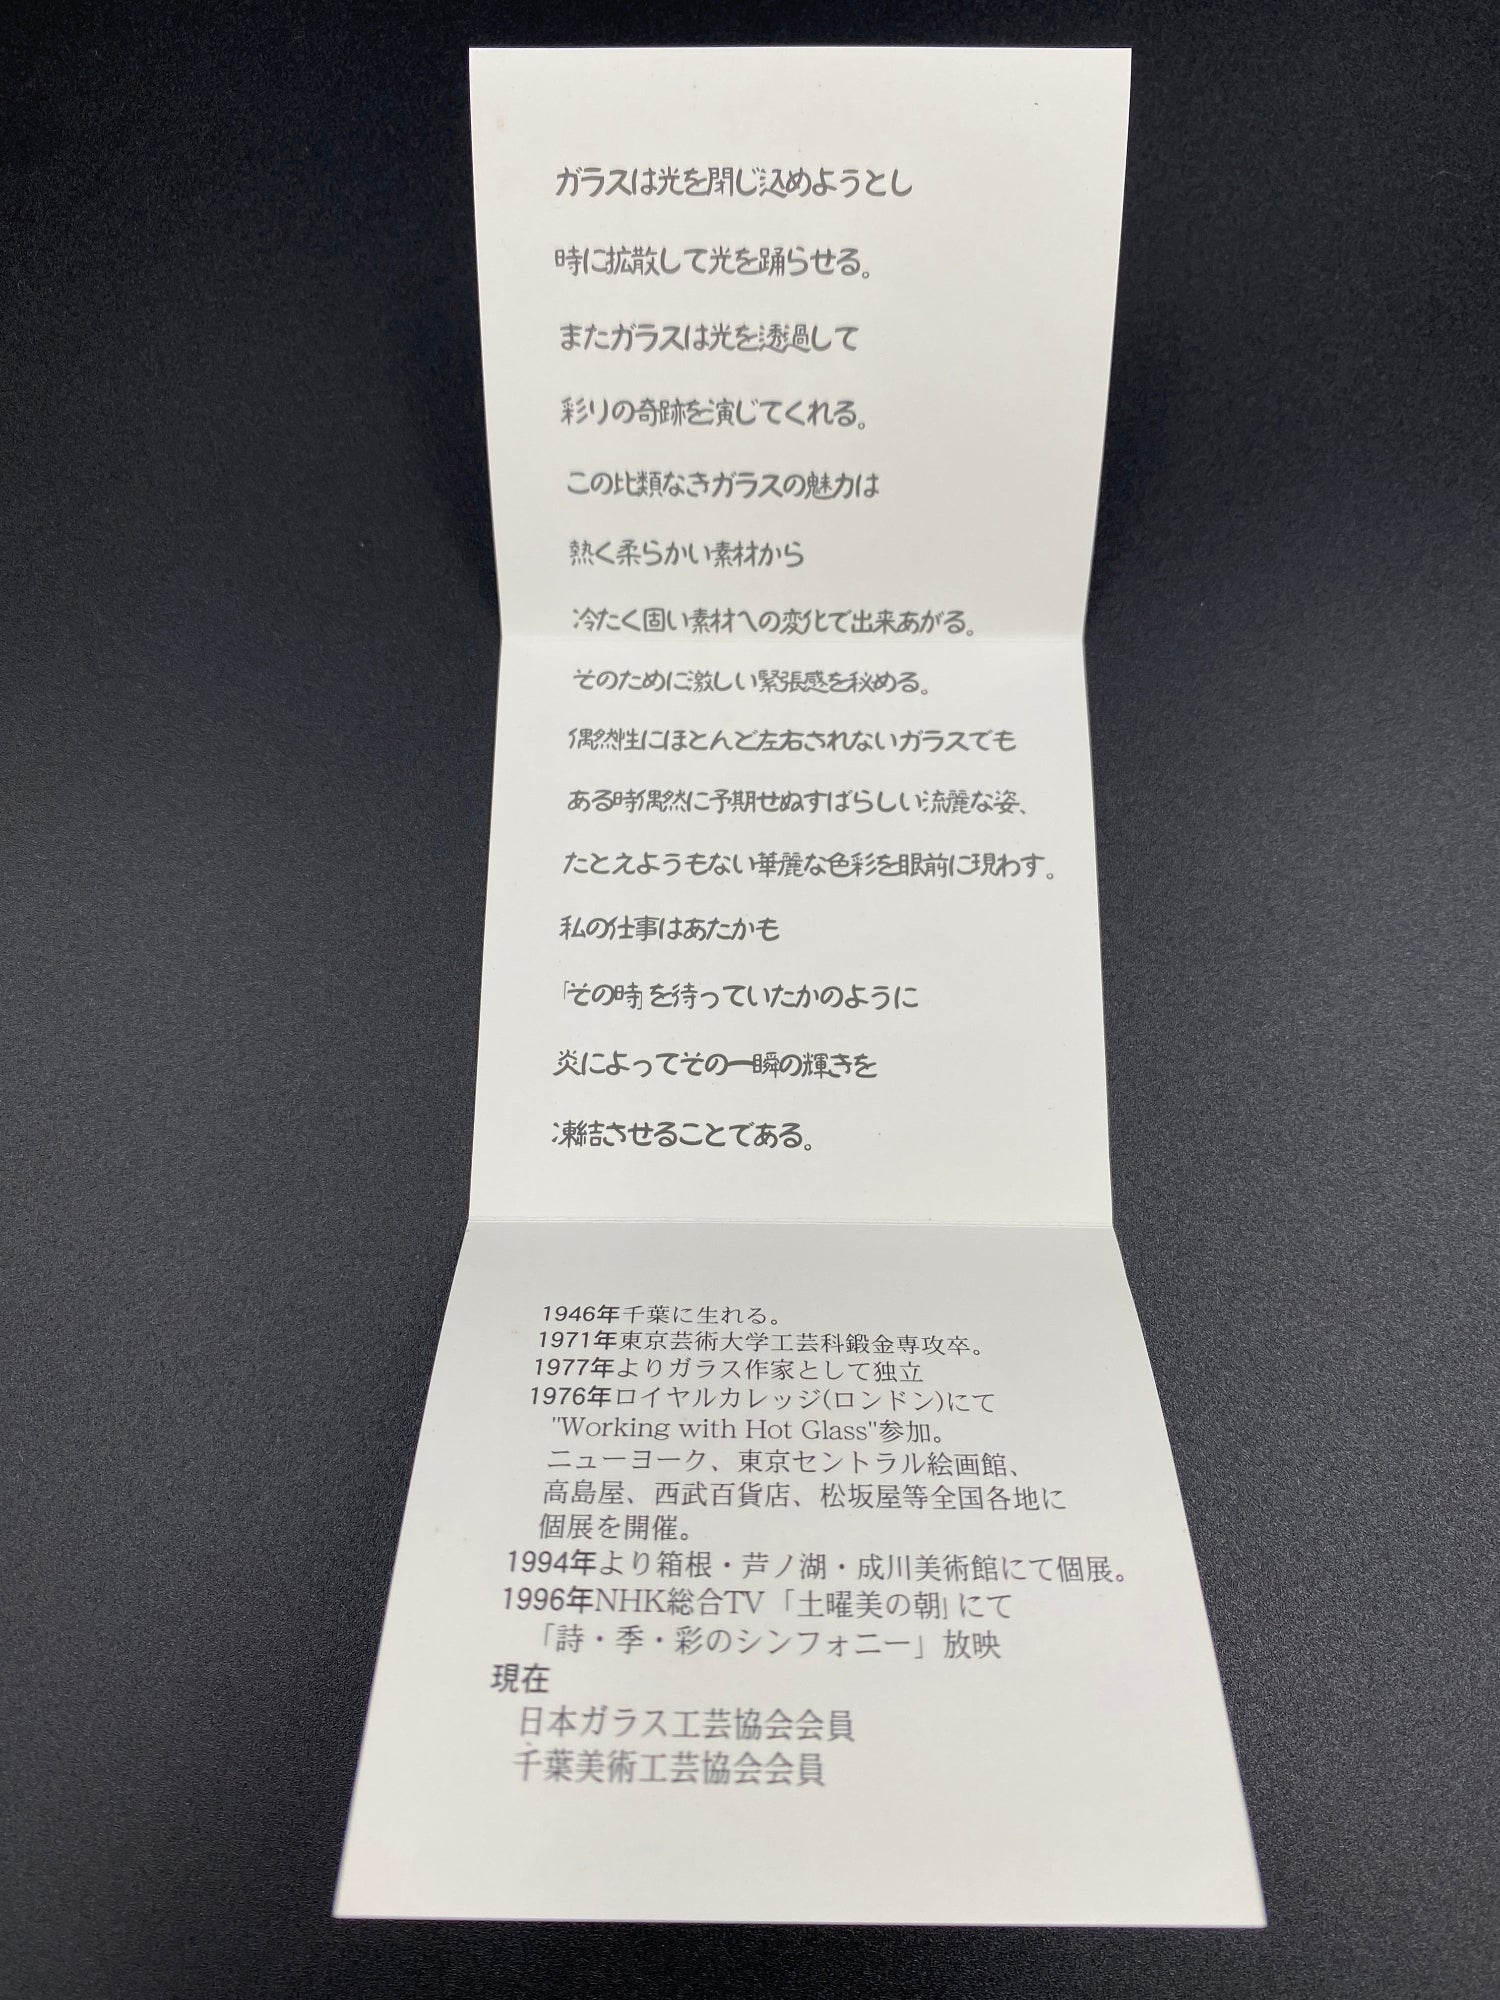 ガラスは光を閉じ込めようとし
時に拡散して光を踊らせる。
またガラスは光を透過して
彩りの奇跡を演じてくれる。
この比類なきガラスの魅力は
熱く柔らかい素材から
冷たく固い素材への変化で出来あがる。
そのために激しい緊張感を秘める。
偶然性にほとんど左右されないガラスでも
ある時偶然に予期せぬすばらしい流麗な姿、
たとえようもない華麗な色彩を眼前に現わす。
私の仕事はあたかも
「その時」を待っていたかのように
炎によってその一瞬の輝きを
凍結させることである。
1946年千葉に生れる。
1971年東京芸術大学工芸科鍛金専攻卒。
1977年よりガラス作家として独立
1976年ロイヤルカレッジ(ロンドン)にて
"Working with Hot Glass"参加。
ニューヨーク、東京セントラル絵画館、
高島屋、西武百貨店、松坂屋等全国各地に
個展を開催。
1994年より箱根・芦ノ湖・成川美術館にて個展。
1996年NHK総合TV「土曜美の朝」にて
「詩・季・彩のシンフォニー」放映
現在
日本ガラス工芸協会会員
千葉美術工芸協会会員